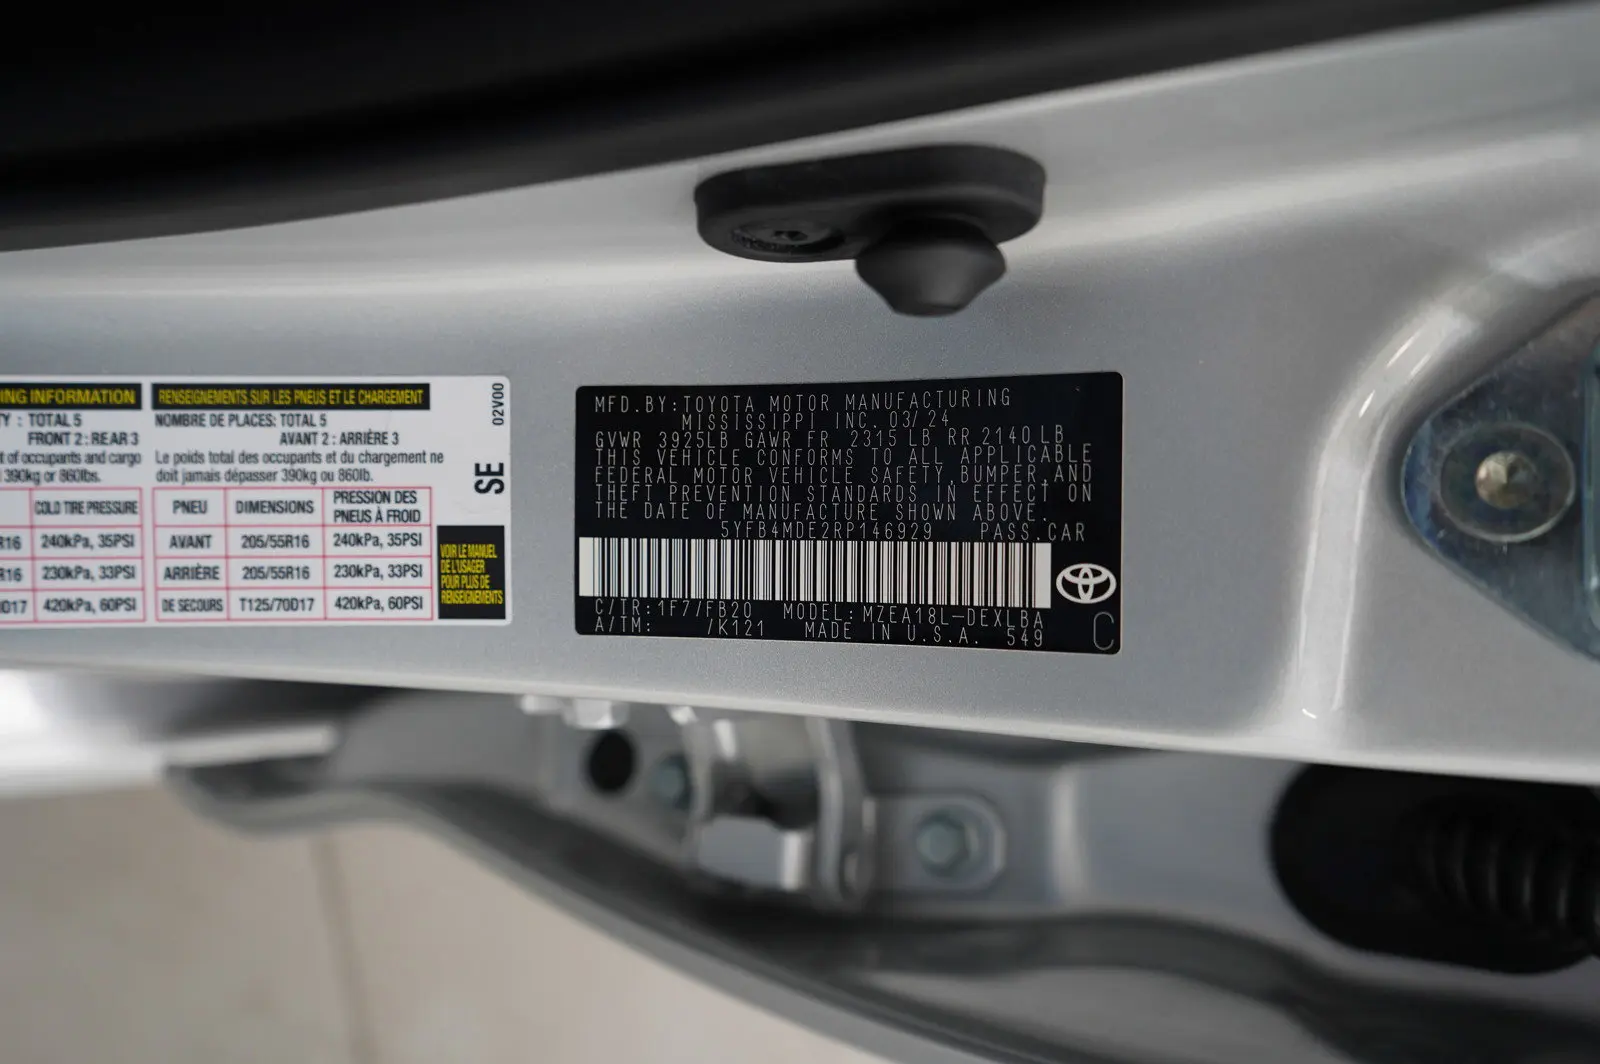 ING INFORMATION
TY : TOTAL 5
FRONT 2 : REAR 3
t of occupants and cargo
390kg or 860lbs.
COLD TIRE PRESSURE
R16 240kPa, 35PSI
R16 230kPa, 33PSI
0D17 420kPa, 60PSI
RENSEIGNEMENTS SUR LES PNEUS ET LE CHARGEMENT
NOMBRE DE PLACES: TOTAL 5
AVANT 2 : ARRIÈRE 3
Le poids total des occupants et du chargement ne
doit jamais dépasser 390kg ou 860lb.
PNEU DIMENSIONS PRESSION DES
PNEUS À FROID
AVANT 205/55R16 240kPa, 35PSI
ARRIÈRE 205/55R16 230kPa, 33PSI
DE SECOURS T125/70D17 420kPa, 60PSI
02V00
SE
VOIR LE MANUEL
DE L'USAGER
POUR PLUS DE
RENSEIGNEMENTS
MFD.BY:TOYOTA MOTOR MANUFACTURING
MISSISSIPPI INC. 03/24
GVWR 3925LB GAWR FR 2315LB RR 2140LB
THIS VEHICLE CONFORMS TO ALL APPLICABLE
FEDERAL MOTOR VEHICLE SAFETY,BUMPER,AND
THEFT PREVENTION STANDARDS IN EFFECT ON
THE DATE OF MANUFACTURE SHOWN ABOVE.
5YFB4MDE2RP146929 PASS.CAR
C/TR:1F7/FB20 MODEL:MZEA18L-DEXLBA
A/TM: /K121 MADE IN U.S.A. 549
C